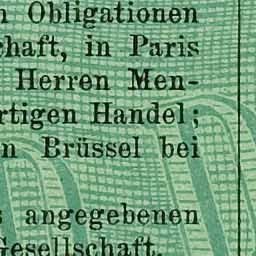 Obligationen
chaft, in Paris
Herren Men-
rtigen Handel;
n Brüssel bei
angegebenen
Gesellschaft.